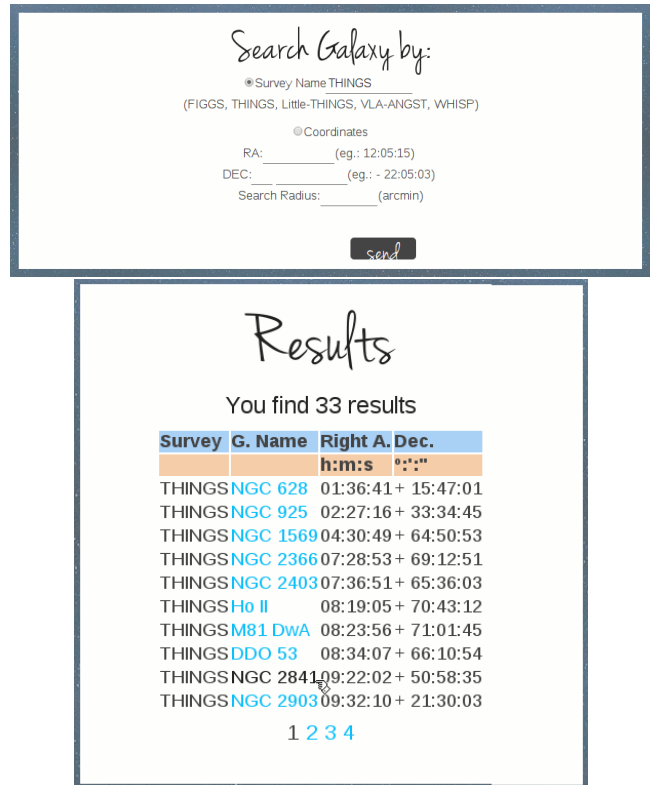 Search Galaxy by:
Survey Name THINGS
(FIGGS, THINGS, Little-THINGS, VLA-ANGST, WHISP)
Coordinates
RA: (eg.: 12:05:15)
DEC: (eg.: - 22:05:03)
Search Radius: (arcmin)
send
Results
You find 33 results
Survey G. Name Right A. Dec.
h:m:s º:':"
THINGS NGC 628 01:36:41 + 15:47:01
THINGS NGC 925 02:27:16 + 33:34:45
THINGS NGC 1569 04:30:49 + 64:50:53
THINGS NGC 2366 07:28:53 + 69:12:51
THINGS NGC 2403 07:36:51 + 65:36:03
THINGS Ho II 08:19:05 + 70:43:12
THINGS M81 DwA 08:23:56 + 71:01:45
THINGS DDO 53 08:34:07 + 66:10:54
THINGS NGC 2841 09:22:02 + 50:58:35
THINGS NGC 2903 09:32:10 + 21:30:03
1 2 3 4